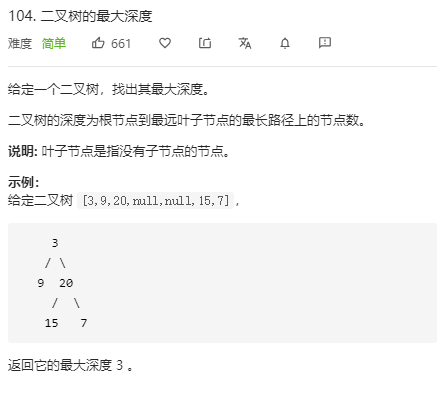 104. 二叉树的最大深度
难度 简单 661
给定一个二叉树，找出其最大深度。
二叉树的深度为根节点到最远叶子节点的最长路径上的节点数。
说明: 叶子节点是指没有子节点的节点。
示例：
给定二叉树 [3,9,20,null,null,15,7]，
3
/ \
9 20
/ \
15 7
返回它的最大深度 3 。